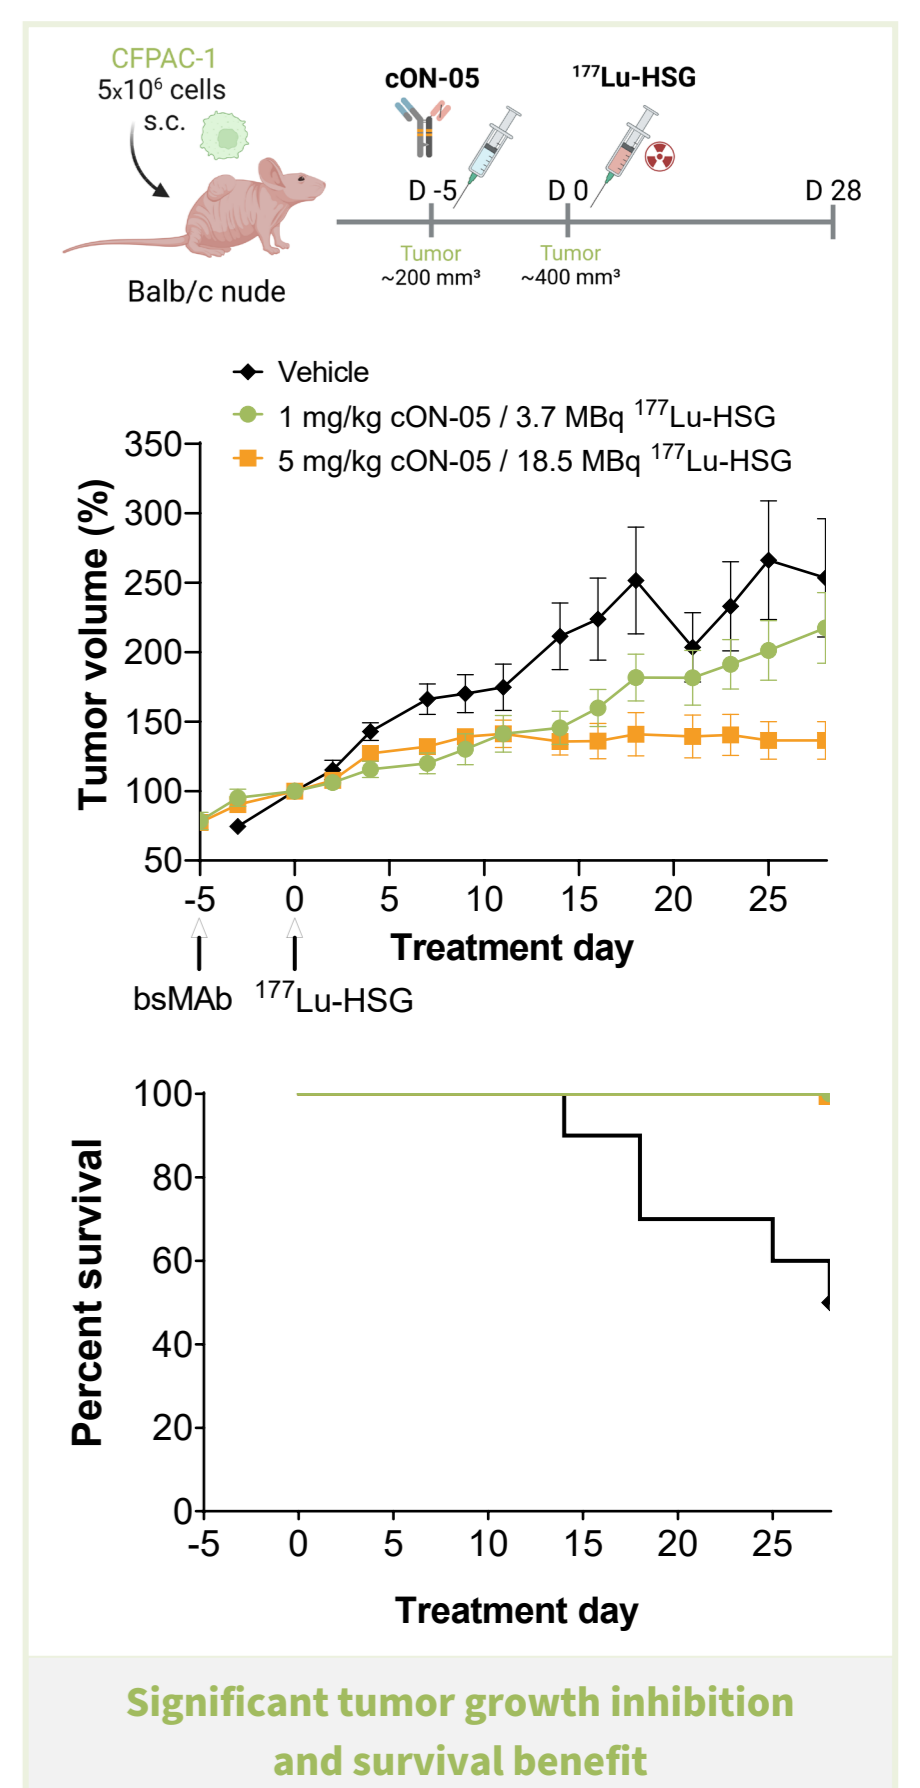 CFPAC-1
5x10⁶ cells
s.c.
Balb/c nude
cON-05
¹⁷⁷Lu-HSG
D -5
D 0
D 28
Tumor
~200 mm³
Tumor
~400 mm³
Vehicle
1 mg/kg cON-05 / 3.7 MBq ¹⁷⁷Lu-HSG
5 mg/kg cON-05 / 18.5 MBq ¹⁷⁷Lu-HSG
Tumor volume (%)
350
300
250
200
150
100
50
-5 0 5 10 15 20 25
Treatment day
bsMAb ¹⁷⁷Lu-HSG
Percent survival
100
80
60
40
20
0
-5 0 5 10 15 20 25
Treatment day
Significant tumor growth inhibition
and survival benefit